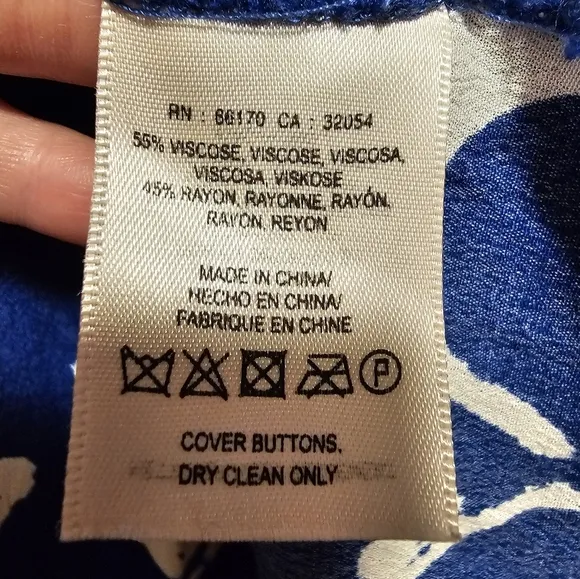 RN : 86170 CA : 32054
55% VISCOSE, VISCOSE, VISCOSA,
VISCOSA, VISKOSE
45% RAYON, RAYONNE, RAYÓN,
RAYON, REYON
MADE IN CHINA/
HECHO EN CHINA/
FABRIQUE EN CHINE
P
COVER BUTTONS.
DRY CLEAN ONLY